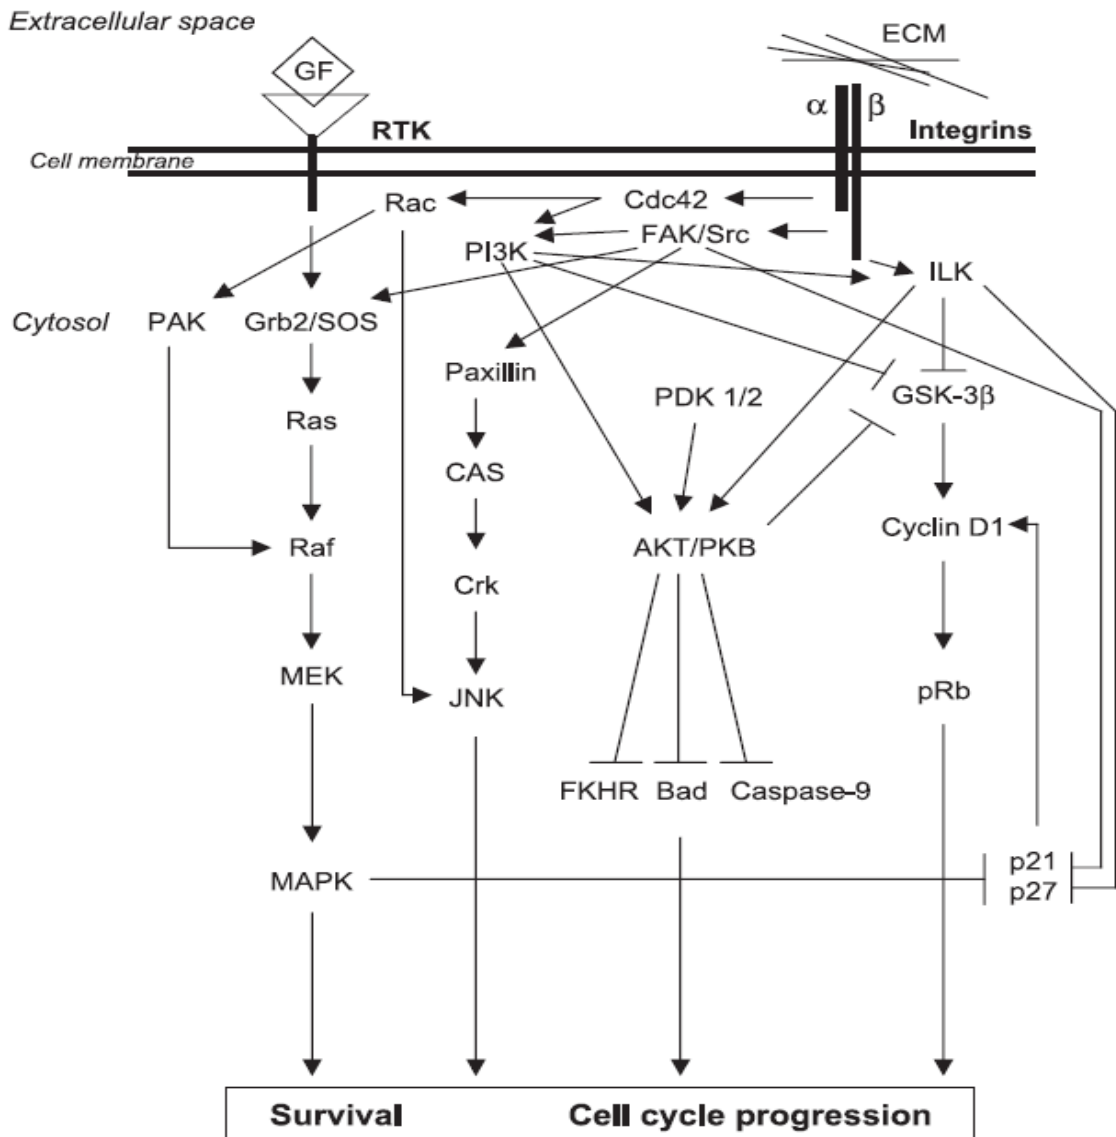 Extracellular space
ECM
GF
α β
RTK
Integrins
Cell membrane
Rac
Cdc42
FAK/Src
PI3K
ILK
Cytosol
PAK
Grb2/SOS
Paxillin
PDK 1/2
GSK-3β
Ras
CAS
Raf
AKT/PKB
Cyclin D1
Crk
MEK
JNK
pRb
FKHR
Bad
Caspase-9
MAPK
p21
p27
Survival
Cell cycle progression